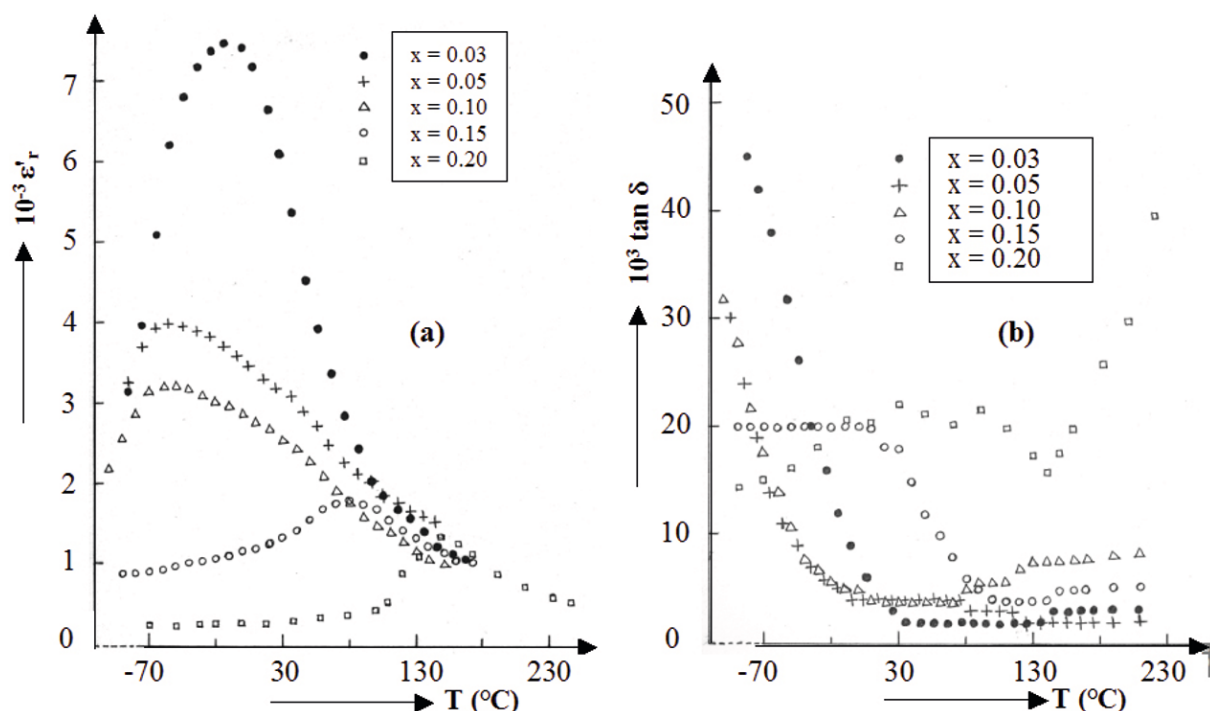 10⁻³ ε'ᵣ
7
6
5
4
3
2
1
0
-70 30 130 230
T (°C)
x = 0.03
x = 0.05
x = 0.10
x = 0.15
x = 0.20
(a)
10³ tan δ
50
40
30
20
10
0
-70 30 130 230
T (°C)
x = 0.03
x = 0.05
x = 0.10
x = 0.15
x = 0.20
(b)